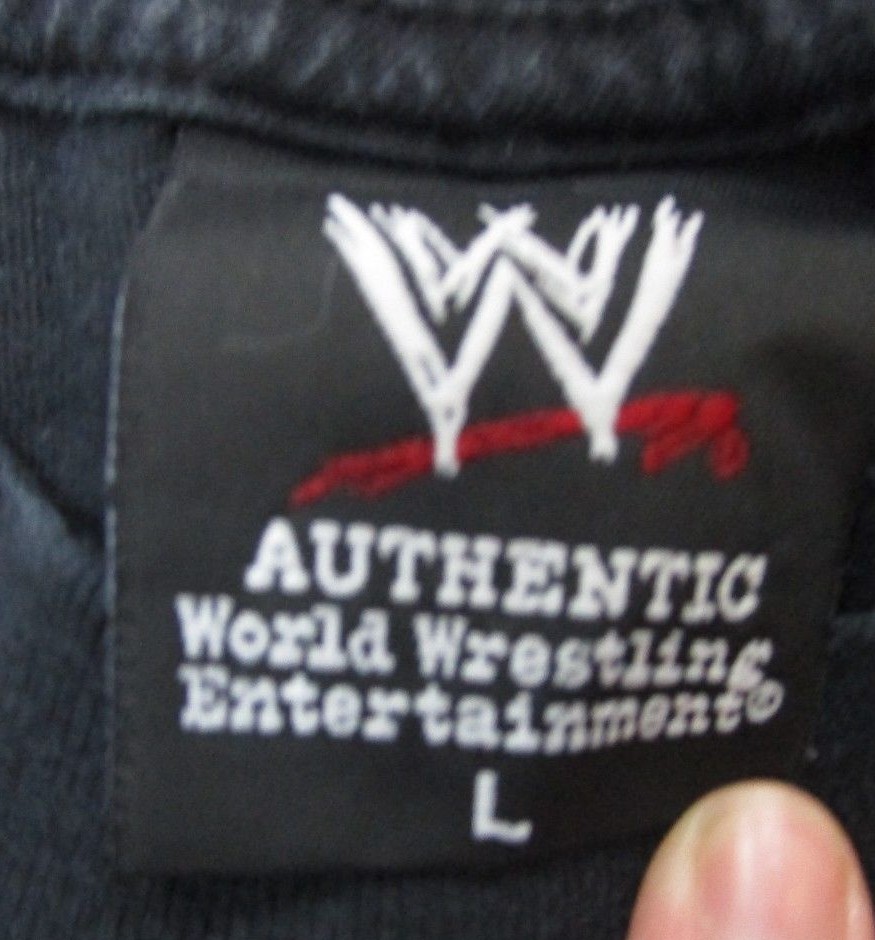 W
AUTHENTIC
World Wrestling
Entertainment©
L